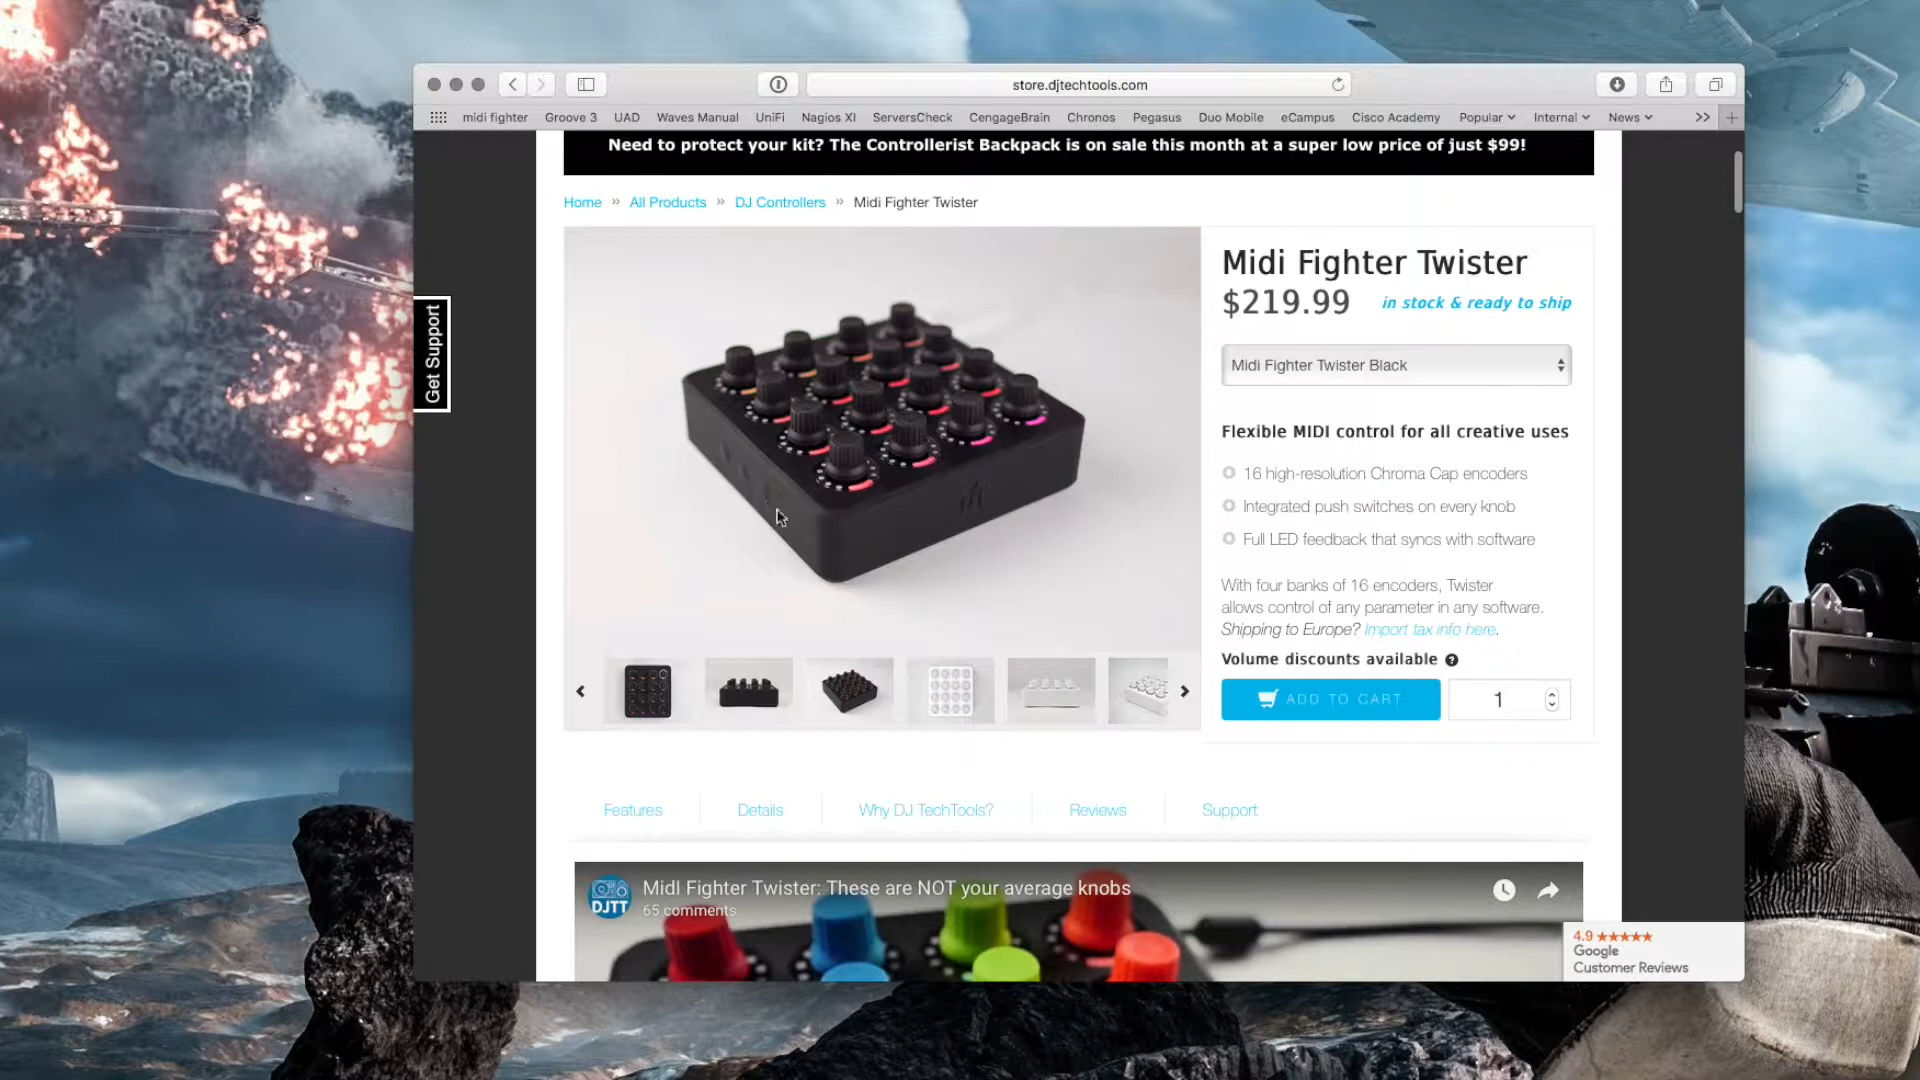 store.djtechtools.com
midi fighter Groove 3 UAD Waves Manual UniFi Nagios XI ServersCheck CengageBrain Chronos Pegasus Duo Mobile eCampus Cisco Academy Popular Internal News
Need to protect your kit? The Controllerist Backpack is on sale this month at a super low price of just $99!
Home » All Products » DJ Controllers » Midi Fighter Twister
Get Support
Midi Fighter Twister
$219.99 in stock & ready to ship
Midi Fighter Twister Black
Flexible MIDI control for all creative uses
16 high-resolution Chroma Cap encoders
Integrated push switches on every knob
Full LED feedback that syncs with software
With four banks of 16 encoders, Twister
allows control of any parameter in any software.
Shipping to Europe? Import tax info here.
Volume discounts available ?
ADD TO CART 1
Features Details Why DJ TechTools? Reviews Support
DJTT
MidI Fighter Twister: These are NOT your average knobs
65 comments
4.9 ★★★★★
Google
Customer Reviews